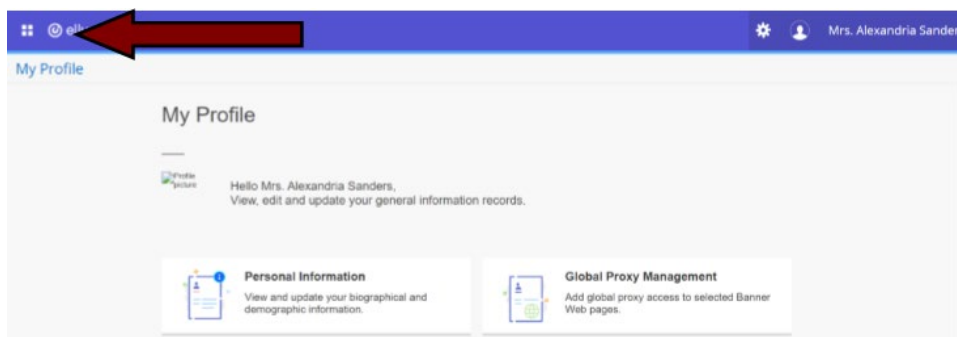 Mrs. Alexandria Sander
My Profile
My Profile
Profile
picture
Hello Mrs. Alexandria Sanders,
View, edit and update your general information records.
Personal Information
View and update your biographical and
demographic information.
Global Proxy Management
Add global proxy access to selected Banner
Web pages.